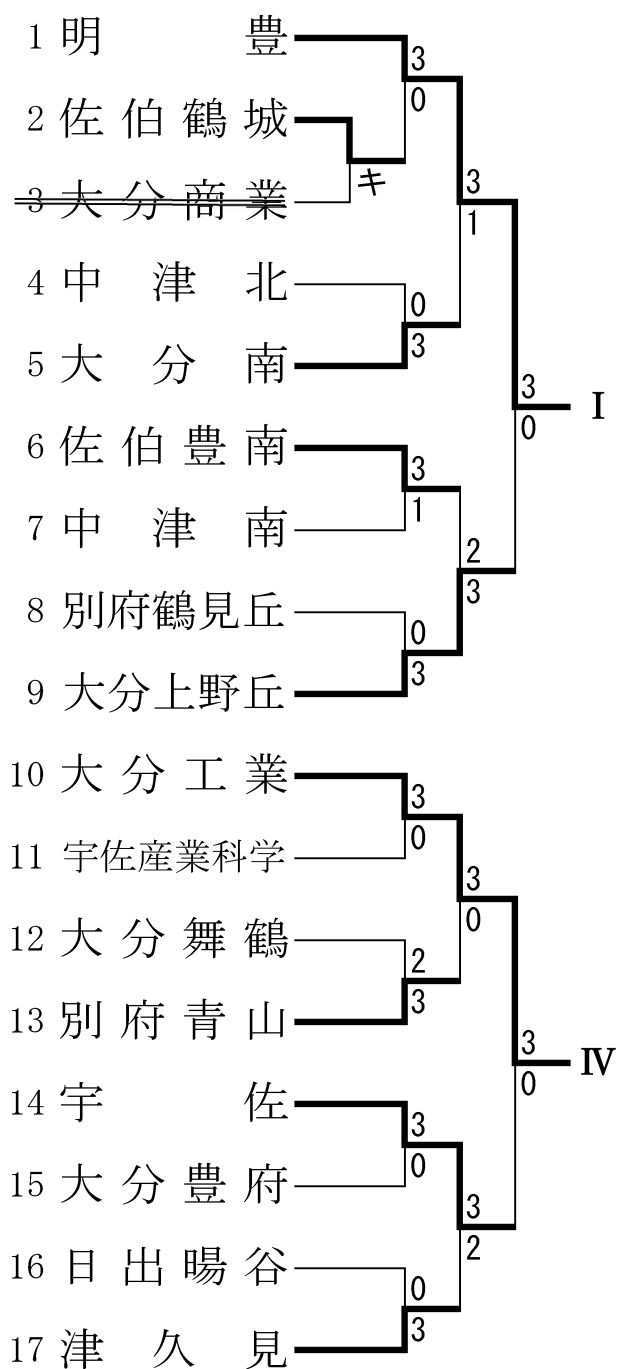 1 明豊
3
0
2 佐伯鶴城
キ
3 大分商業
3
1
4 中津北
0
3
5 大分南
3
0
I
6 佐伯豊南
3
1
7 中津南
2
3
8 別府鶴見丘
0
3
9 大分上野丘
10 大分工業
3
0
11 宇佐産業科学
3
0
12 大分舞鶴
2
3
13 別府青山
3
0
IV
14 宇佐
3
0
15 大分豊府
3
2
16 日出暘谷
0
3
17 津久見